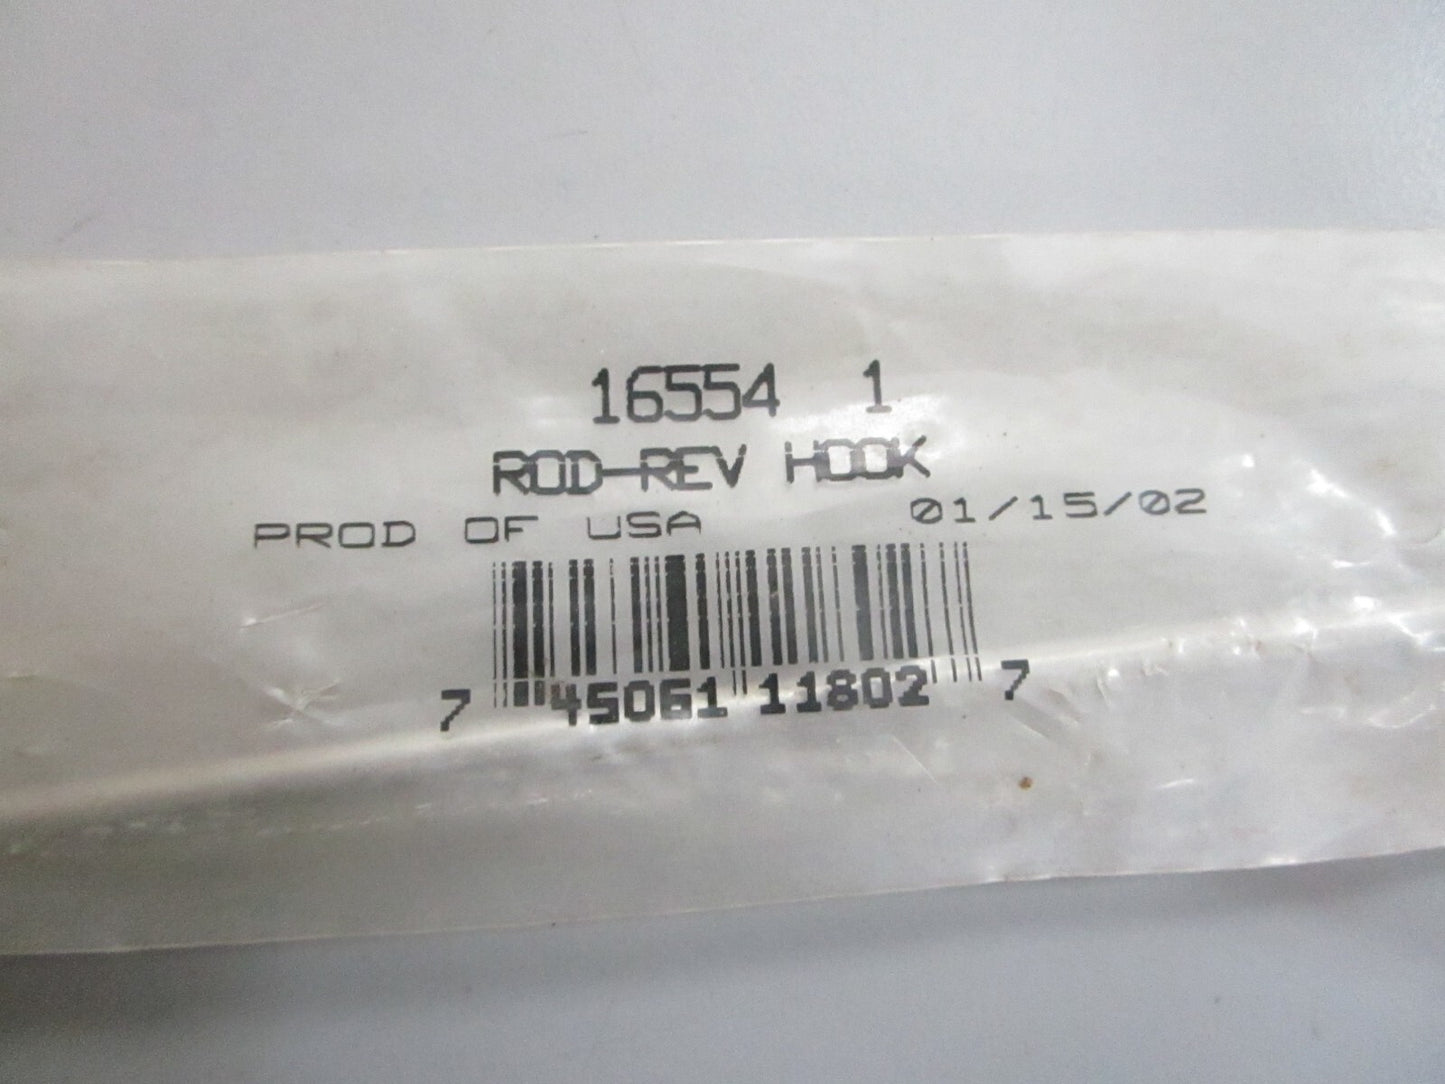 16554 1
ROD-REV HOOK
PROD OF USA 01/15/02
7 45061 11802 7